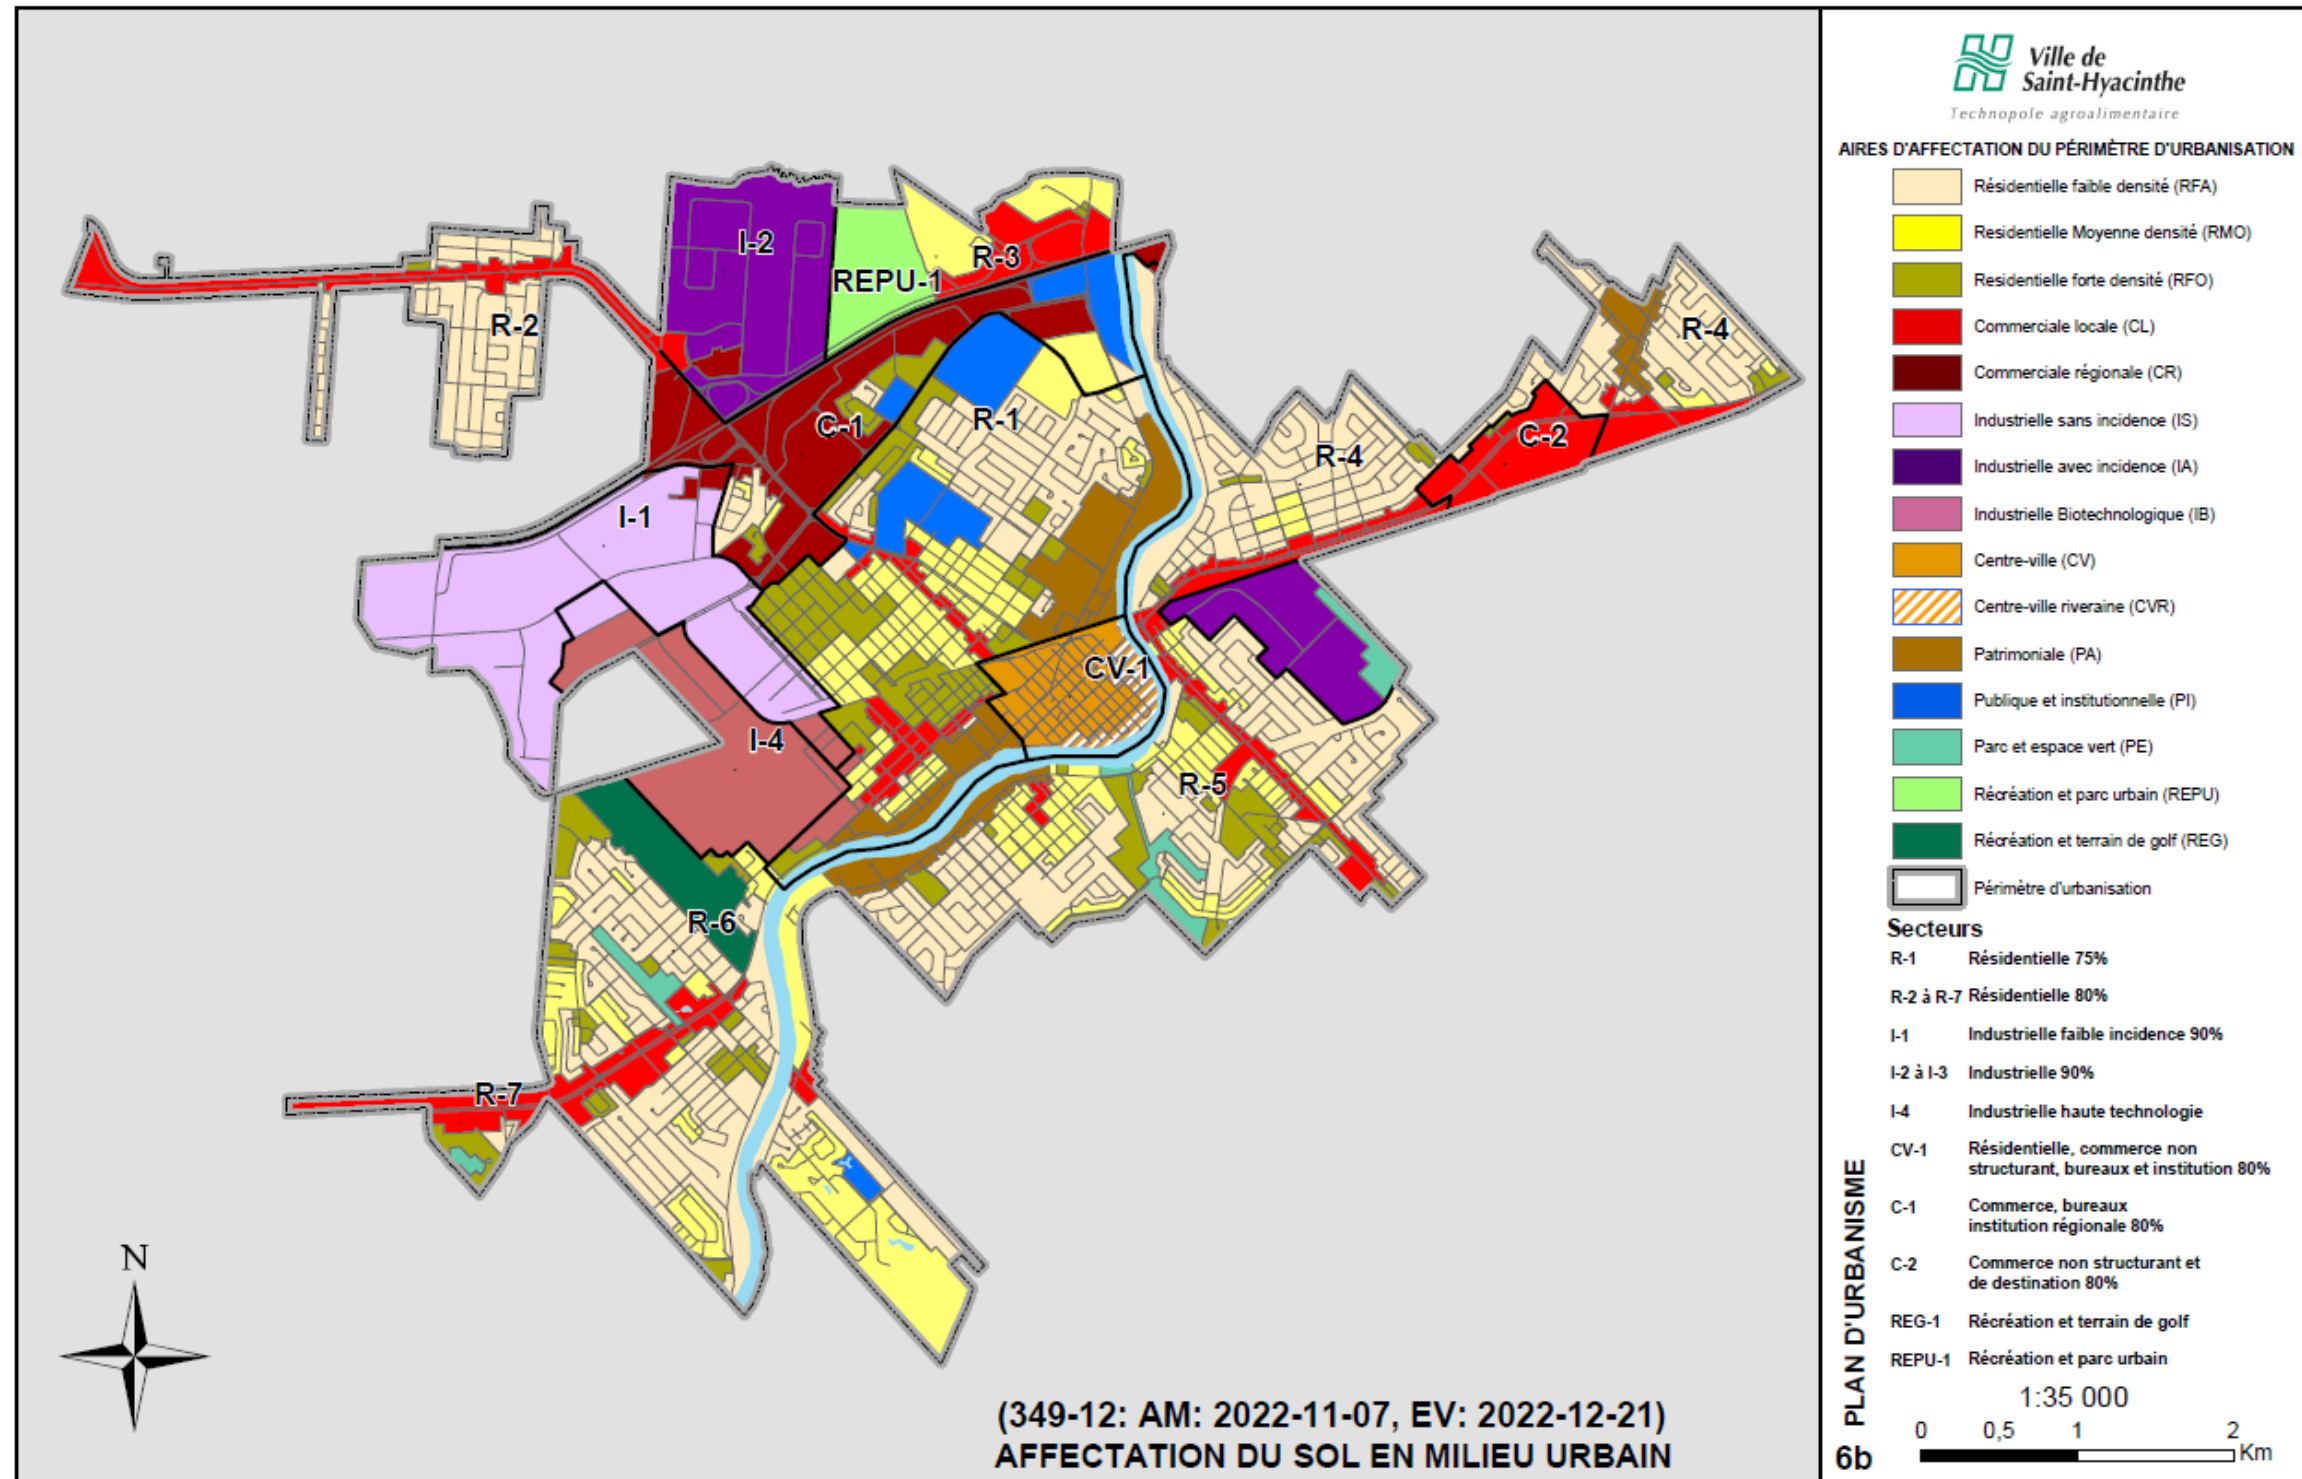 I-2
REPU-1
R-3
R-2
R-4
C-1
R-1
C-2
R-4
I-1
CV-1
I-4
R-5
R-6
R-7
N
(349-12: AM: 2022-11-07, EV: 2022-12-21)
AFFECTATION DU SOL EN MILIEU URBAIN
Ville de
Saint-Hyacinthe
Technopole agroalimentaire
AIRES D'AFFECTATION DU PÉRIMÈTRE D'URBANISATION
Résidentielle faible densité (RFA)
Residentielle Moyenne densité (RMO)
Residentielle forte densité (RFO)
Commerciale locale (CL)
Commerciale régionale (CR)
Industrielle sans incidence (IS)
Industrielle avec incidence (IA)
Industrielle Biotechnologique (IB)
Centre-ville (CV)
Centre-ville riveraine (CVR)
Patrimoniale (PA)
Publique et institutionnelle (PI)
Parc et espace vert (PE)
Récréation et parc urbain (REPU)
Récréation et terrain de golf (REG)
Périmètre d'urbanisation
Secteurs
R-1 Résidentielle 75%
R-2 à R-7 Résidentielle 80%
I-1 Industrielle faible incidence 90%
I-2 à I-3 Industrielle 90%
I-4 Industrielle haute technologie
CV-1 Résidentielle, commerce non
structurant, bureaux et institution 80%
C-1 Commerce, bureaux
institution régionale 80%
C-2 Commerce non structurant et
de destination 80%
REG-1 Récréation et terrain de golf
REPU-1 Récréation et parc urbain
1:35 000
0 0,5 1 2
Km
PLAN D'URBANISME
6b